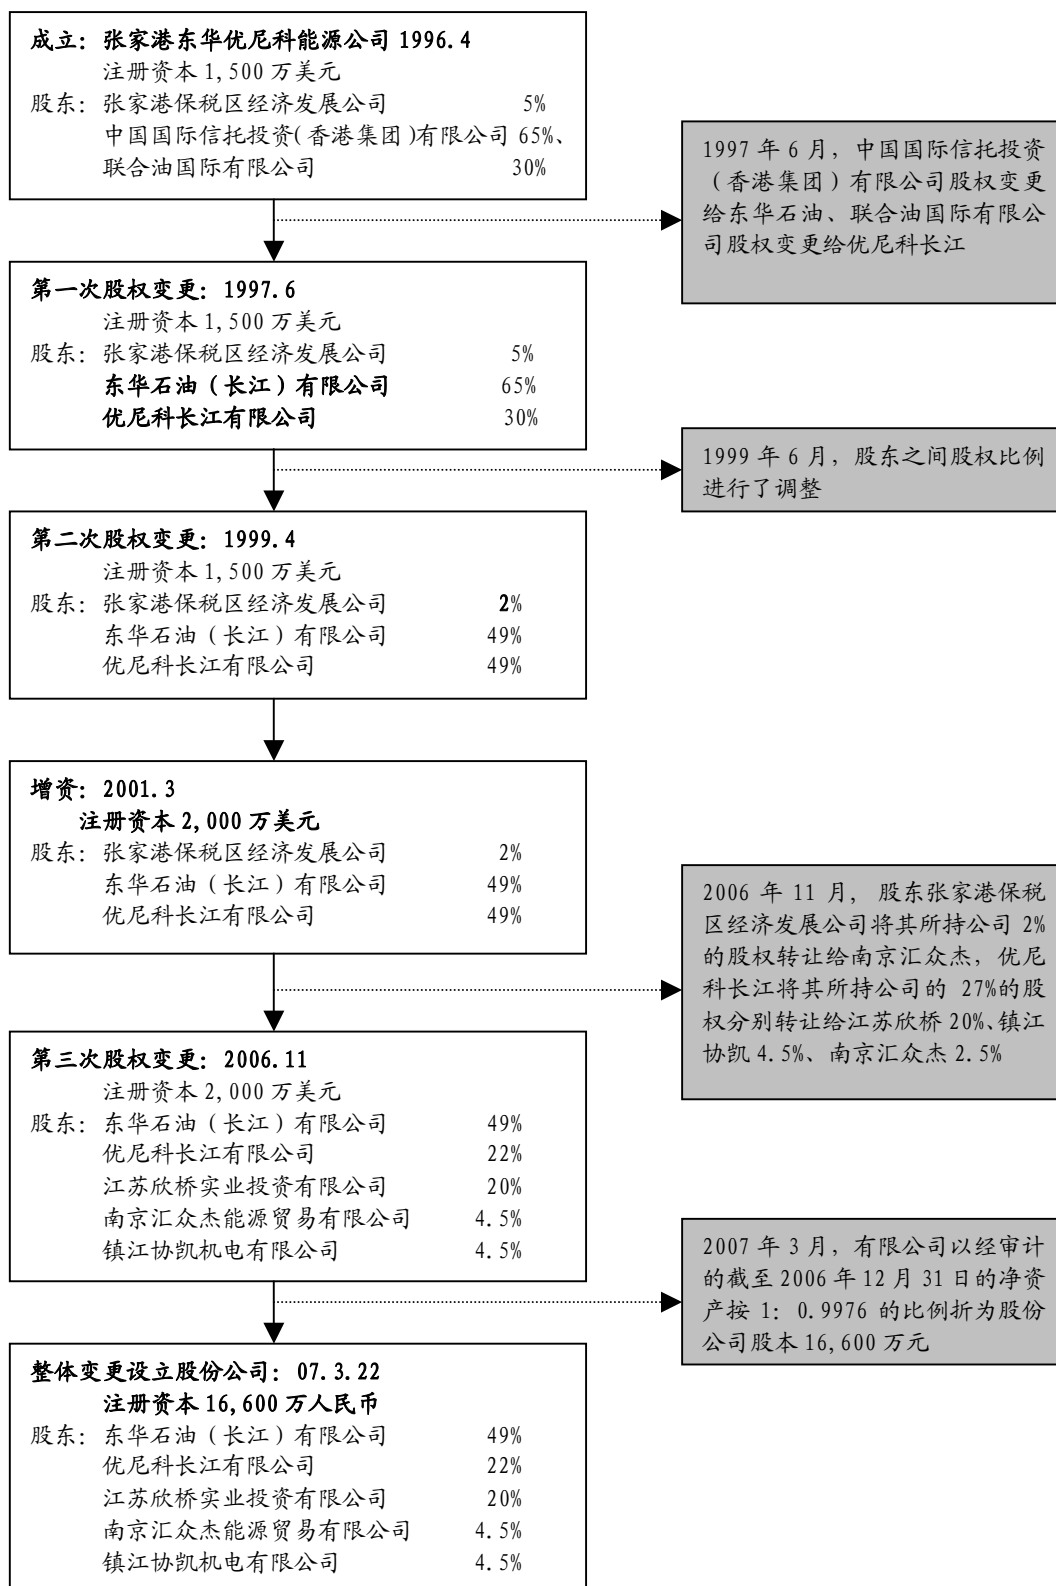 成立：张家港东华优尼科能源公司 1996.4
注册资本 1,500 万美元
股东：张家港保税区经济发展公司 5%
中国国际信托投资(香港集团)有限公司 65%、
联合油国际有限公司 30%
1997 年 6 月，中国国际信托投资
（香港集团）有限公司股权变更
给东华石油、联合油国际有限公
司股权变更给优尼科长江
第一次股权变更：1997.6
注册资本 1,500 万美元
股东：张家港保税区经济发展公司 5%
东华石油（长江）有限公司 65%
优尼科长江有限公司 30%
1999 年 6 月，股东之间股权比例
进行了调整
第二次股权变更：1999.4
注册资本 1,500 万美元
股东：张家港保税区经济发展公司 2%
东华石油（长江）有限公司 49%
优尼科长江有限公司 49%
增资：2001.3
注册资本 2,000 万美元
股东：张家港保税区经济发展公司 2%
东华石油（长江）有限公司 49%
优尼科长江有限公司 49%
2006 年 11 月，股东张家港保税
区经济发展公司将其所持公司 2%
的股权转让给南京汇众杰，优尼
科长江将其所持公司的 27%的股
权分别转让给江苏欣桥 20%、镇江
协凯 4.5%、南京汇众杰 2.5%
第三次股权变更：2006.11
注册资本 2,000 万美元
股东：东华石油（长江）有限公司 49%
优尼科长江有限公司 22%
江苏欣桥实业投资有限公司 20%
南京汇众杰能源贸易有限公司 4.5%
镇江协凯机电有限公司 4.5%
2007 年 3 月，有限公司以经审计
的截至 2006 年 12 月 31 日的净资
产按 1：0.9976 的比例折为股份
公司股本 16,600 万元
整体变更设立股份公司：07.3.22
注册资本 16,600 万人民币
股东：东华石油（长江）有限公司 49%
优尼科长江有限公司 22%
江苏欣桥实业投资有限公司 20%
南京汇众杰能源贸易有限公司 4.5%
镇江协凯机电有限公司 4.5%